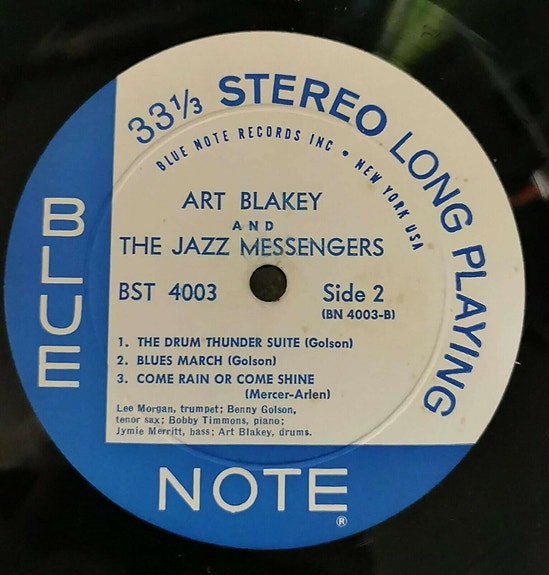 33⅓ STEREO LONG PLAYING
BLUE NOTE RECORDS INC • NEW YORK USA
BLUE
ART BLAKEY
AND
THE JAZZ MESSENGERS
BST 4003 Side 2
(BN 4003-B)
1. THE DRUM THUNDER SUITE (Golson)
2. BLUES MARCH (Golson)
3. COME RAIN OR COME SHINE
(Mercer-Arlen)
Lee Morgan, trumpet; Benny Golson,
tenor sax; Bobby Timmons, piano;
Jymie Merritt, bass; Art Blakey, drums.
NOTE
®